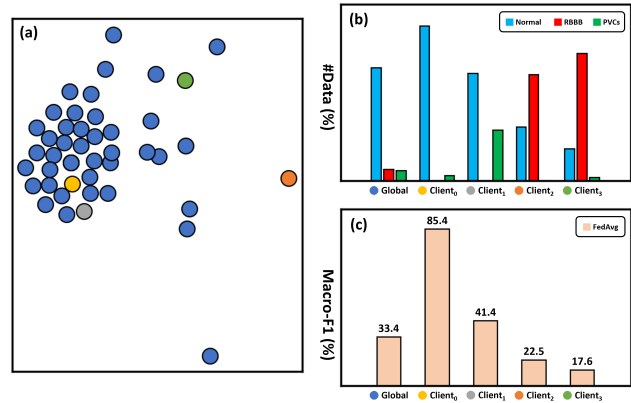 (a)
(b)
Normal RBBB PVCs
#Data (%)
Global Client₀ Client₁ Client₂ Client₃
(c)
FedAvg
Macro-F1 (%)
33.4
85.4
41.4
22.5
17.6
Global Client₀ Client₁ Client₂ Client₃